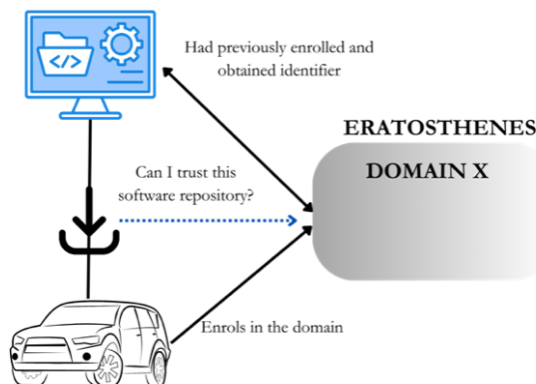 Had previously enrolled and
obtained identifier
</>
ERATOSTHENES
DOMAIN X
Can I trust this
software repository?
Enrols in the domain